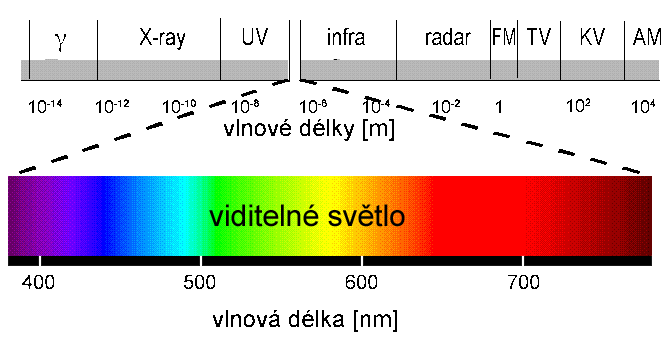 γ X-ray UV infra radar FM TV KV AM
10⁻¹⁴ 10⁻¹² 10⁻¹⁰ 10⁻⁸ 10⁻⁶ 10⁻⁴ 10⁻² 1 10² 10⁴
vlnové délky [m]
viditelné světlo
400 500 600 700
vlnová délka [nm]